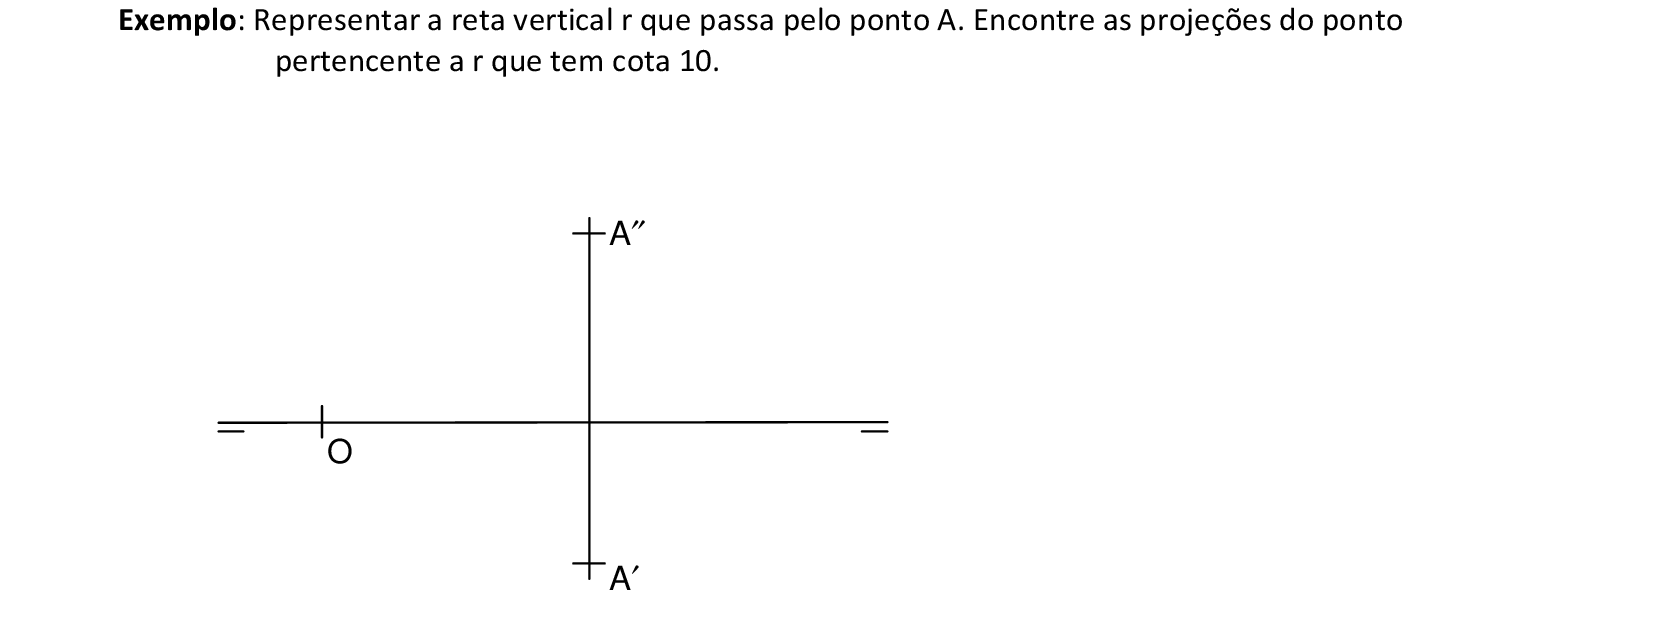 Exemplo: Representar a reta vertical r que passa pelo ponto A. Encontre as projeções do ponto
pertencente a r que tem cota 10.
A″
O
A′